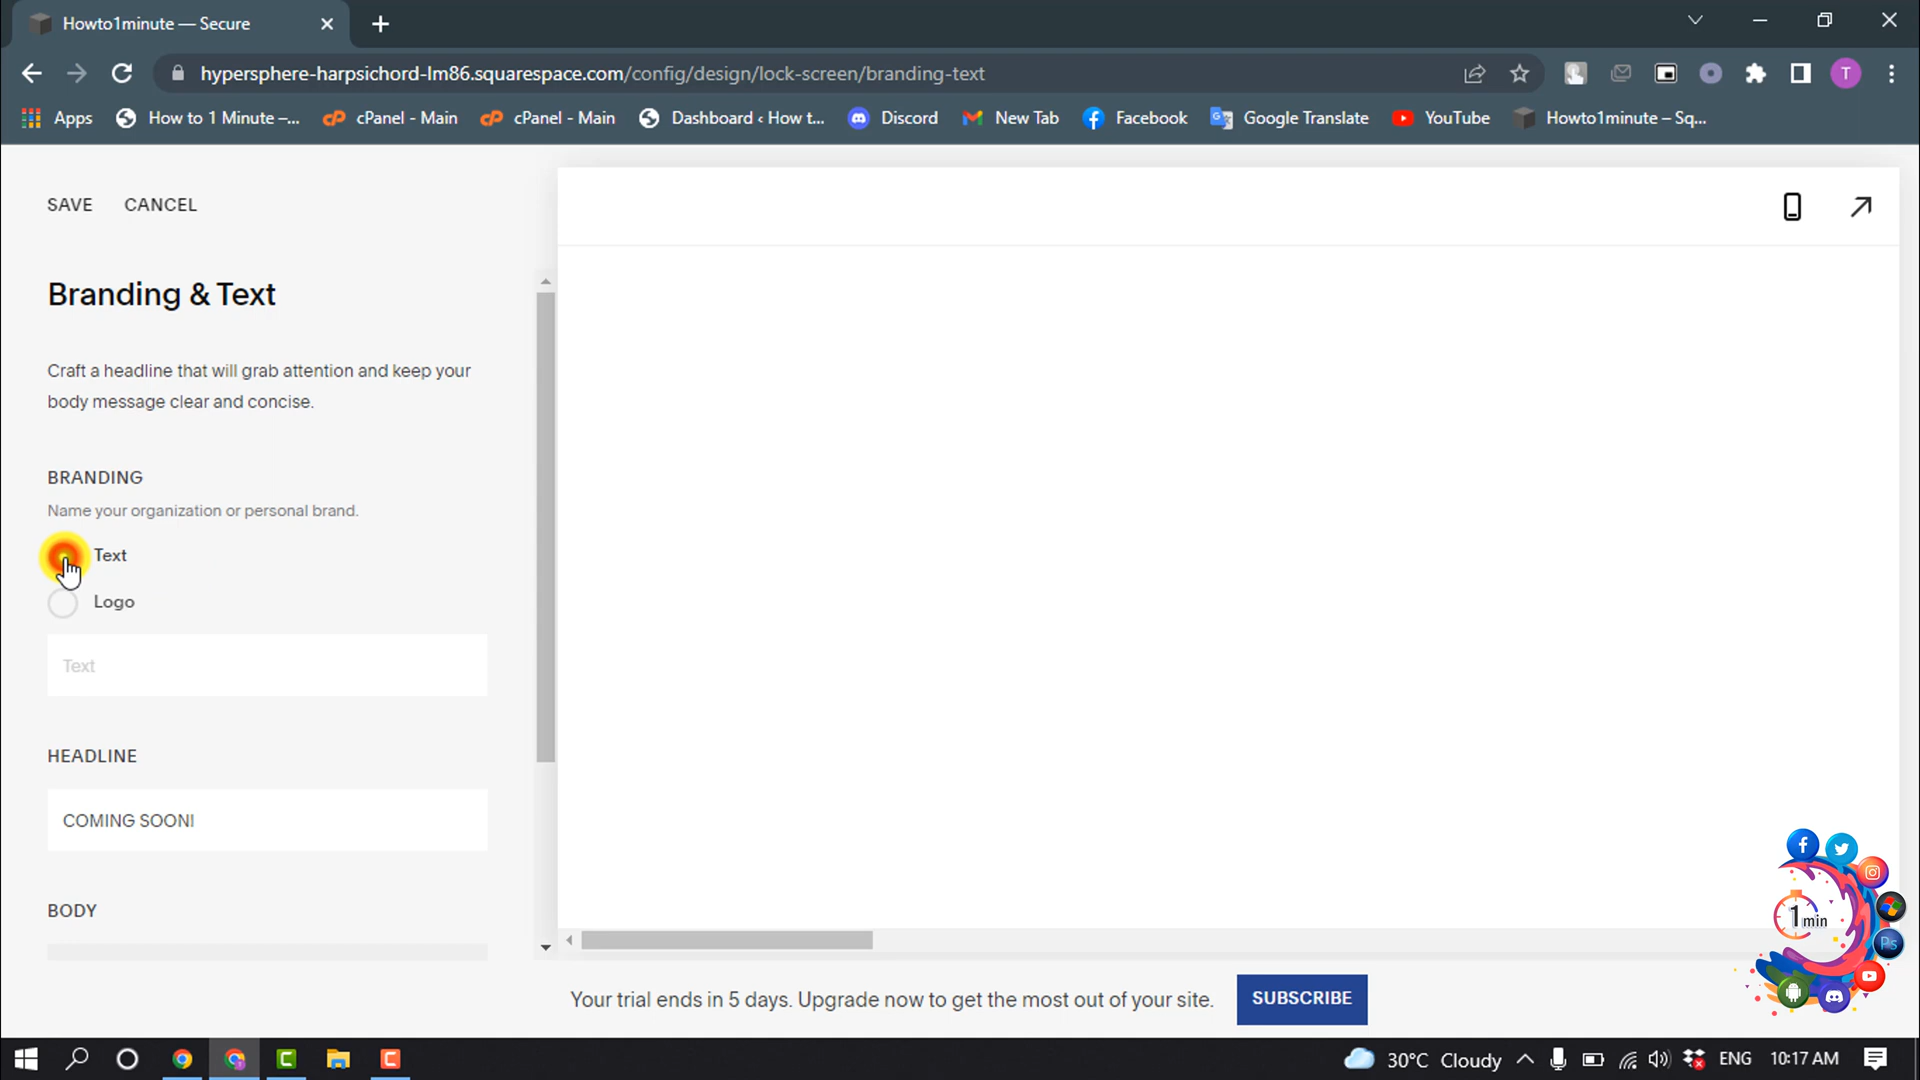 Howto1minute — Secure
hypersphere-harpsichord-lm86.squarespace.com/config/design/lock-screen/branding-text
T
Apps
How to 1 Minute –...
cPanel - Main
cPanel - Main
Dashboard ‹ How t...
Discord
New Tab
Facebook
Google Translate
YouTube
Howto1minute – Sq...
SAVE
CANCEL
Branding & Text
Craft a headline that will grab attention and keep your
body message clear and concise.
BRANDING
Name your organization or personal brand.
Text
Logo
Text
HEADLINE
COMING SOON!
BODY
1 min
Ps
Your trial ends in 5 days. Upgrade now to get the most out of your site.
SUBSCRIBE
30°C Cloudy
ENG
10:17 AM